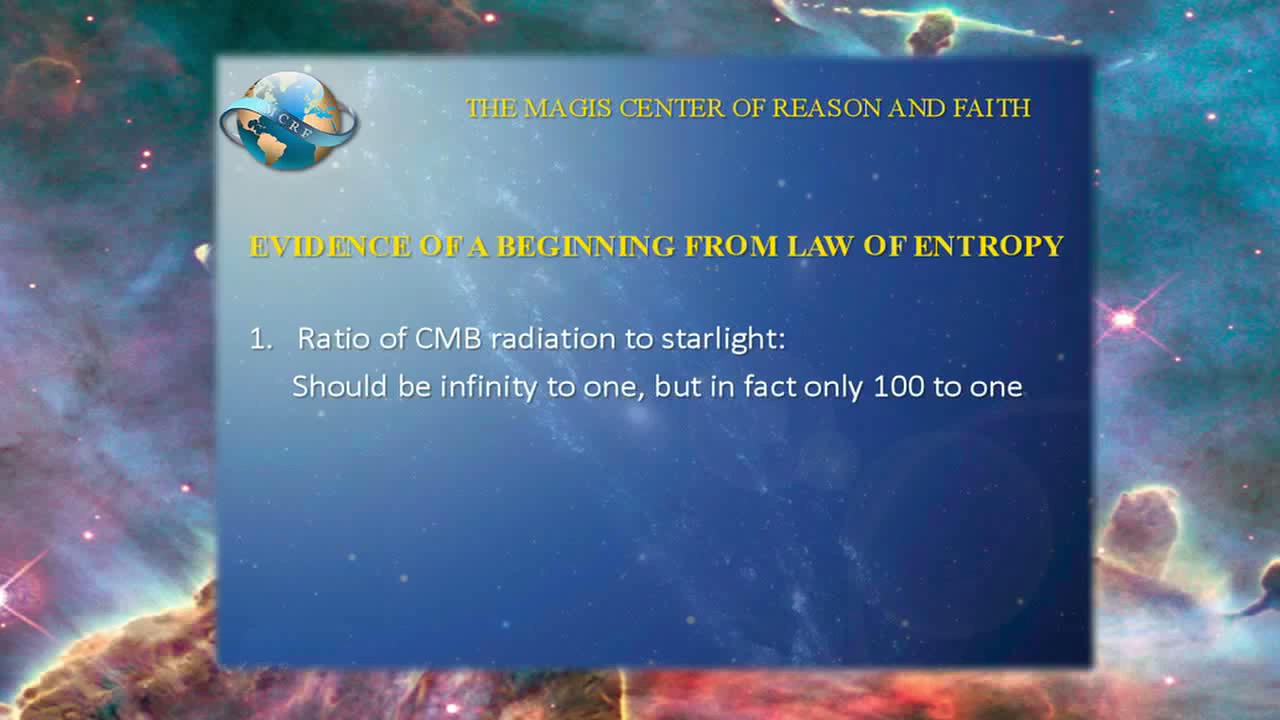 THE MAGIS CENTER OF REASON AND FAITH
EVIDENCE OF A BEGINNING FROM LAW OF ENTROPY
1. Ratio of CMB radiation to starlight:
Should be infinity to one, but in fact only 100 to one